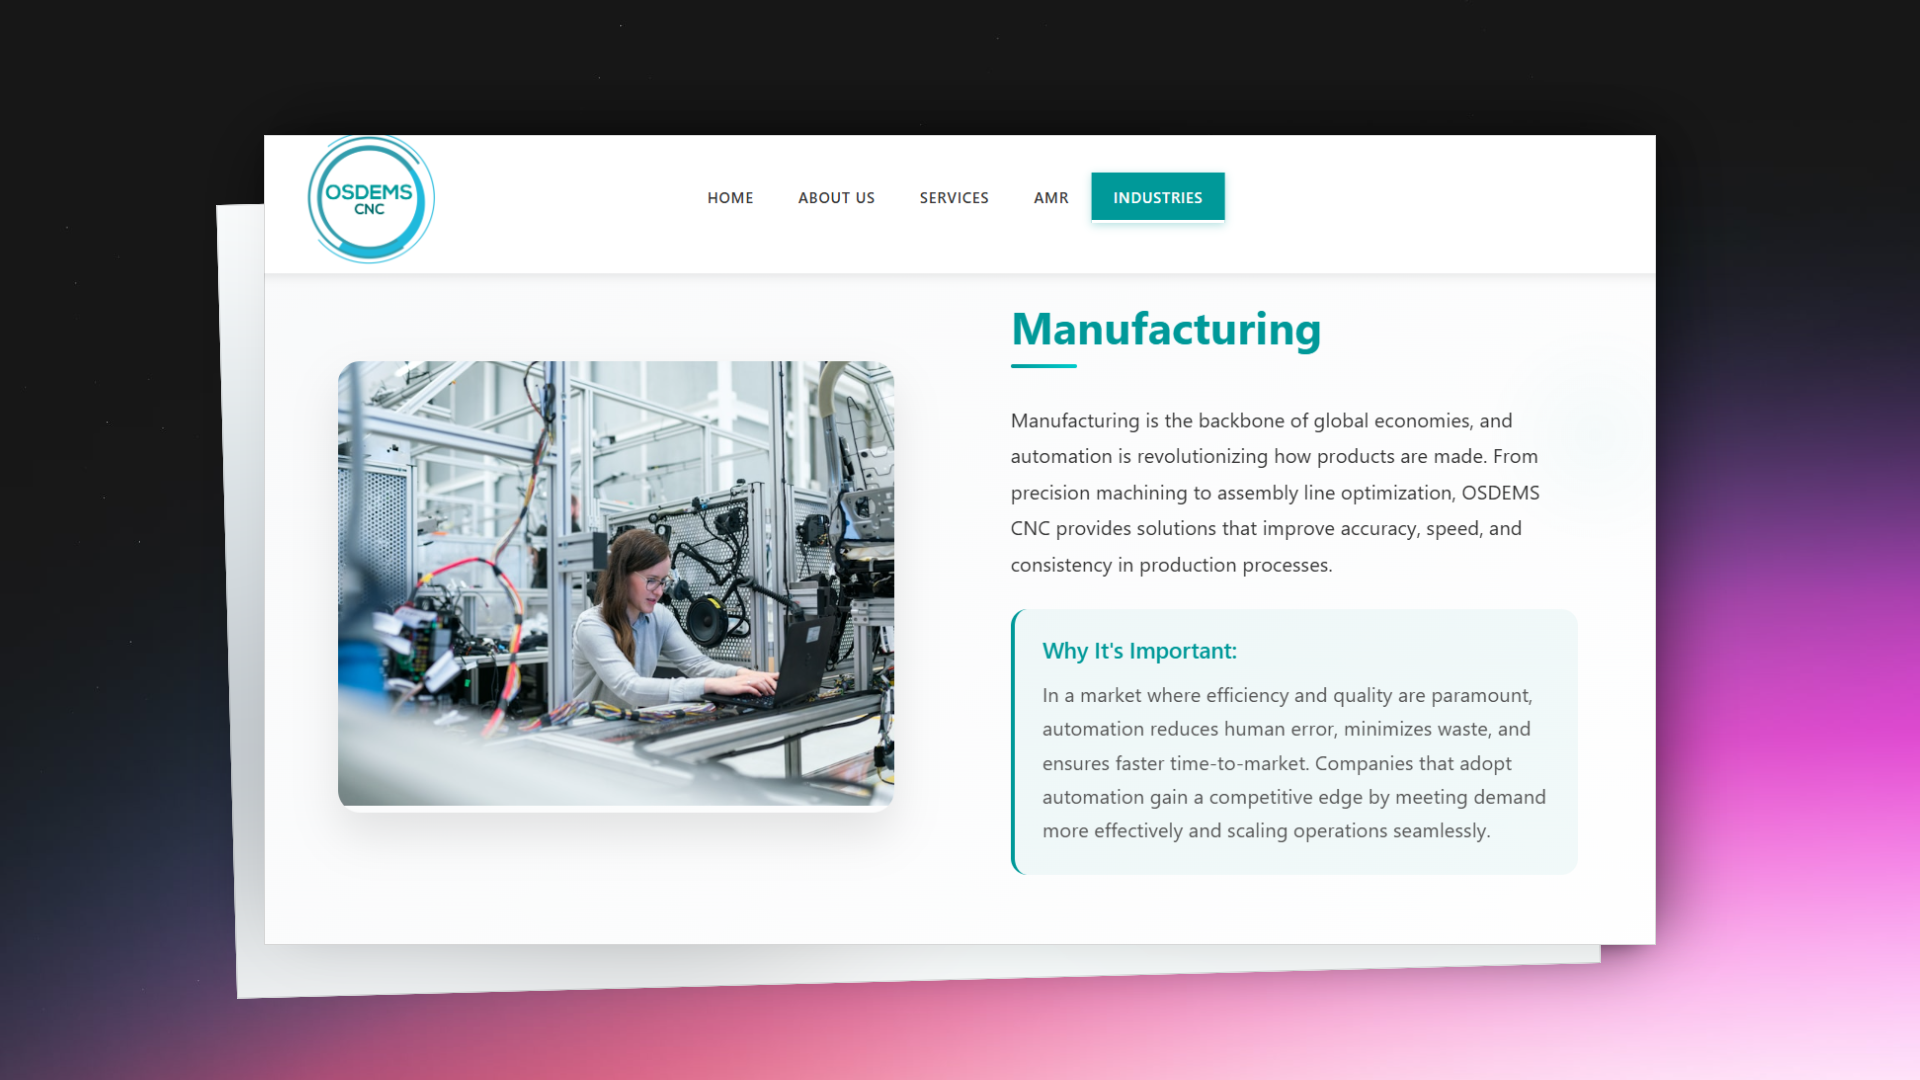 OSDEMS
CNC
HOME
ABOUT US
SERVICES
AMR
INDUSTRIES
Manufacturing
Manufacturing is the backbone of global economies, and
automation is revolutionizing how products are made. From
precision machining to assembly line optimization, OSDEMS
CNC provides solutions that improve accuracy, speed, and
consistency in production processes.
Why It's Important:
In a market where efficiency and quality are paramount,
automation reduces human error, minimizes waste, and
ensures faster time-to-market. Companies that adopt
automation gain a competitive edge by meeting demand
more effectively and scaling operations seamlessly.